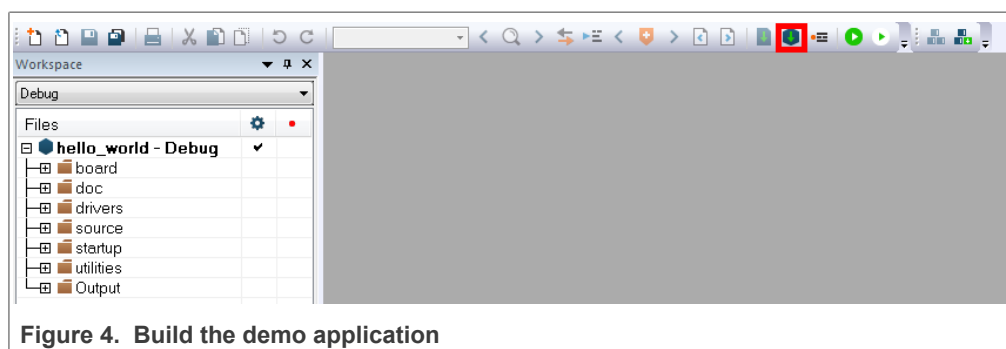 Workspace
Debug
Files
hello_world - Debug
board
doc
drivers
source
startup
utilities
Output
Figure 4. Build the demo application